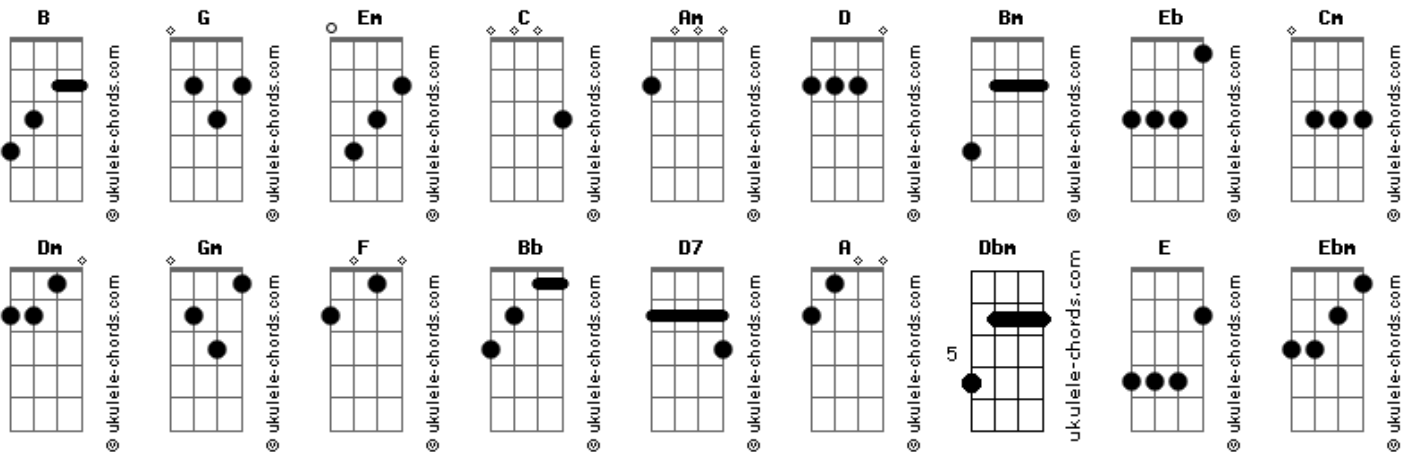 B G Em C Am D Bm Eb Cm
© ukulele-chords.com © ukulele-chords.com © ukulele-chords.com © ukulele-chords.com © ukulele-chords.com © ukulele-chords.com © ukulele-chords.com © ukulele-chords.com © ukulele-chords.com
Dm Gm F Bb D7 A Dbm E Ebm
5
© ukulele-chords.com © ukulele-chords.com © ukulele-chords.com © ukulele-chords.com © ukulele-chords.com © ukulele-chords.com ukulele-chords.com © ukulele-chords.com © ukulele-chords.com